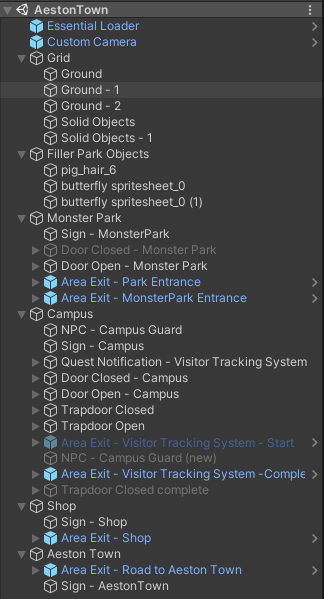 AestonTown
Essential Loader
Custom Camera
Grid
Ground
Ground - 1
Ground - 2
Solid Objects
Solid Objects - 1
Filler Park Objects
pig_hair_6
butterfly spritesheet_0
butterfly spritesheet_0 (1)
Monster Park
Sign - MonsterPark
Door Closed - Monster Park
Door Open - Monster Park
Area Exit - Park Entrance
Area Exit - MonsterPark Entrance
Campus
NPC - Campus Guard
Sign - Campus
Quest Notification - Visitor Tracking System
Door Closed - Campus
Door Open - Campus
Trapdoor Closed
Trapdoor Open
Area Exit - Visitor Tracking System - Start
NPC - Campus Guard (new)
Area Exit - Visitor Tracking System -Comple
Trapdoor Closed complete
Shop
Sign - Shop
Area Exit - Shop
Aeston Town
Area Exit - Road to Aeston Town
Sign - AestonTown